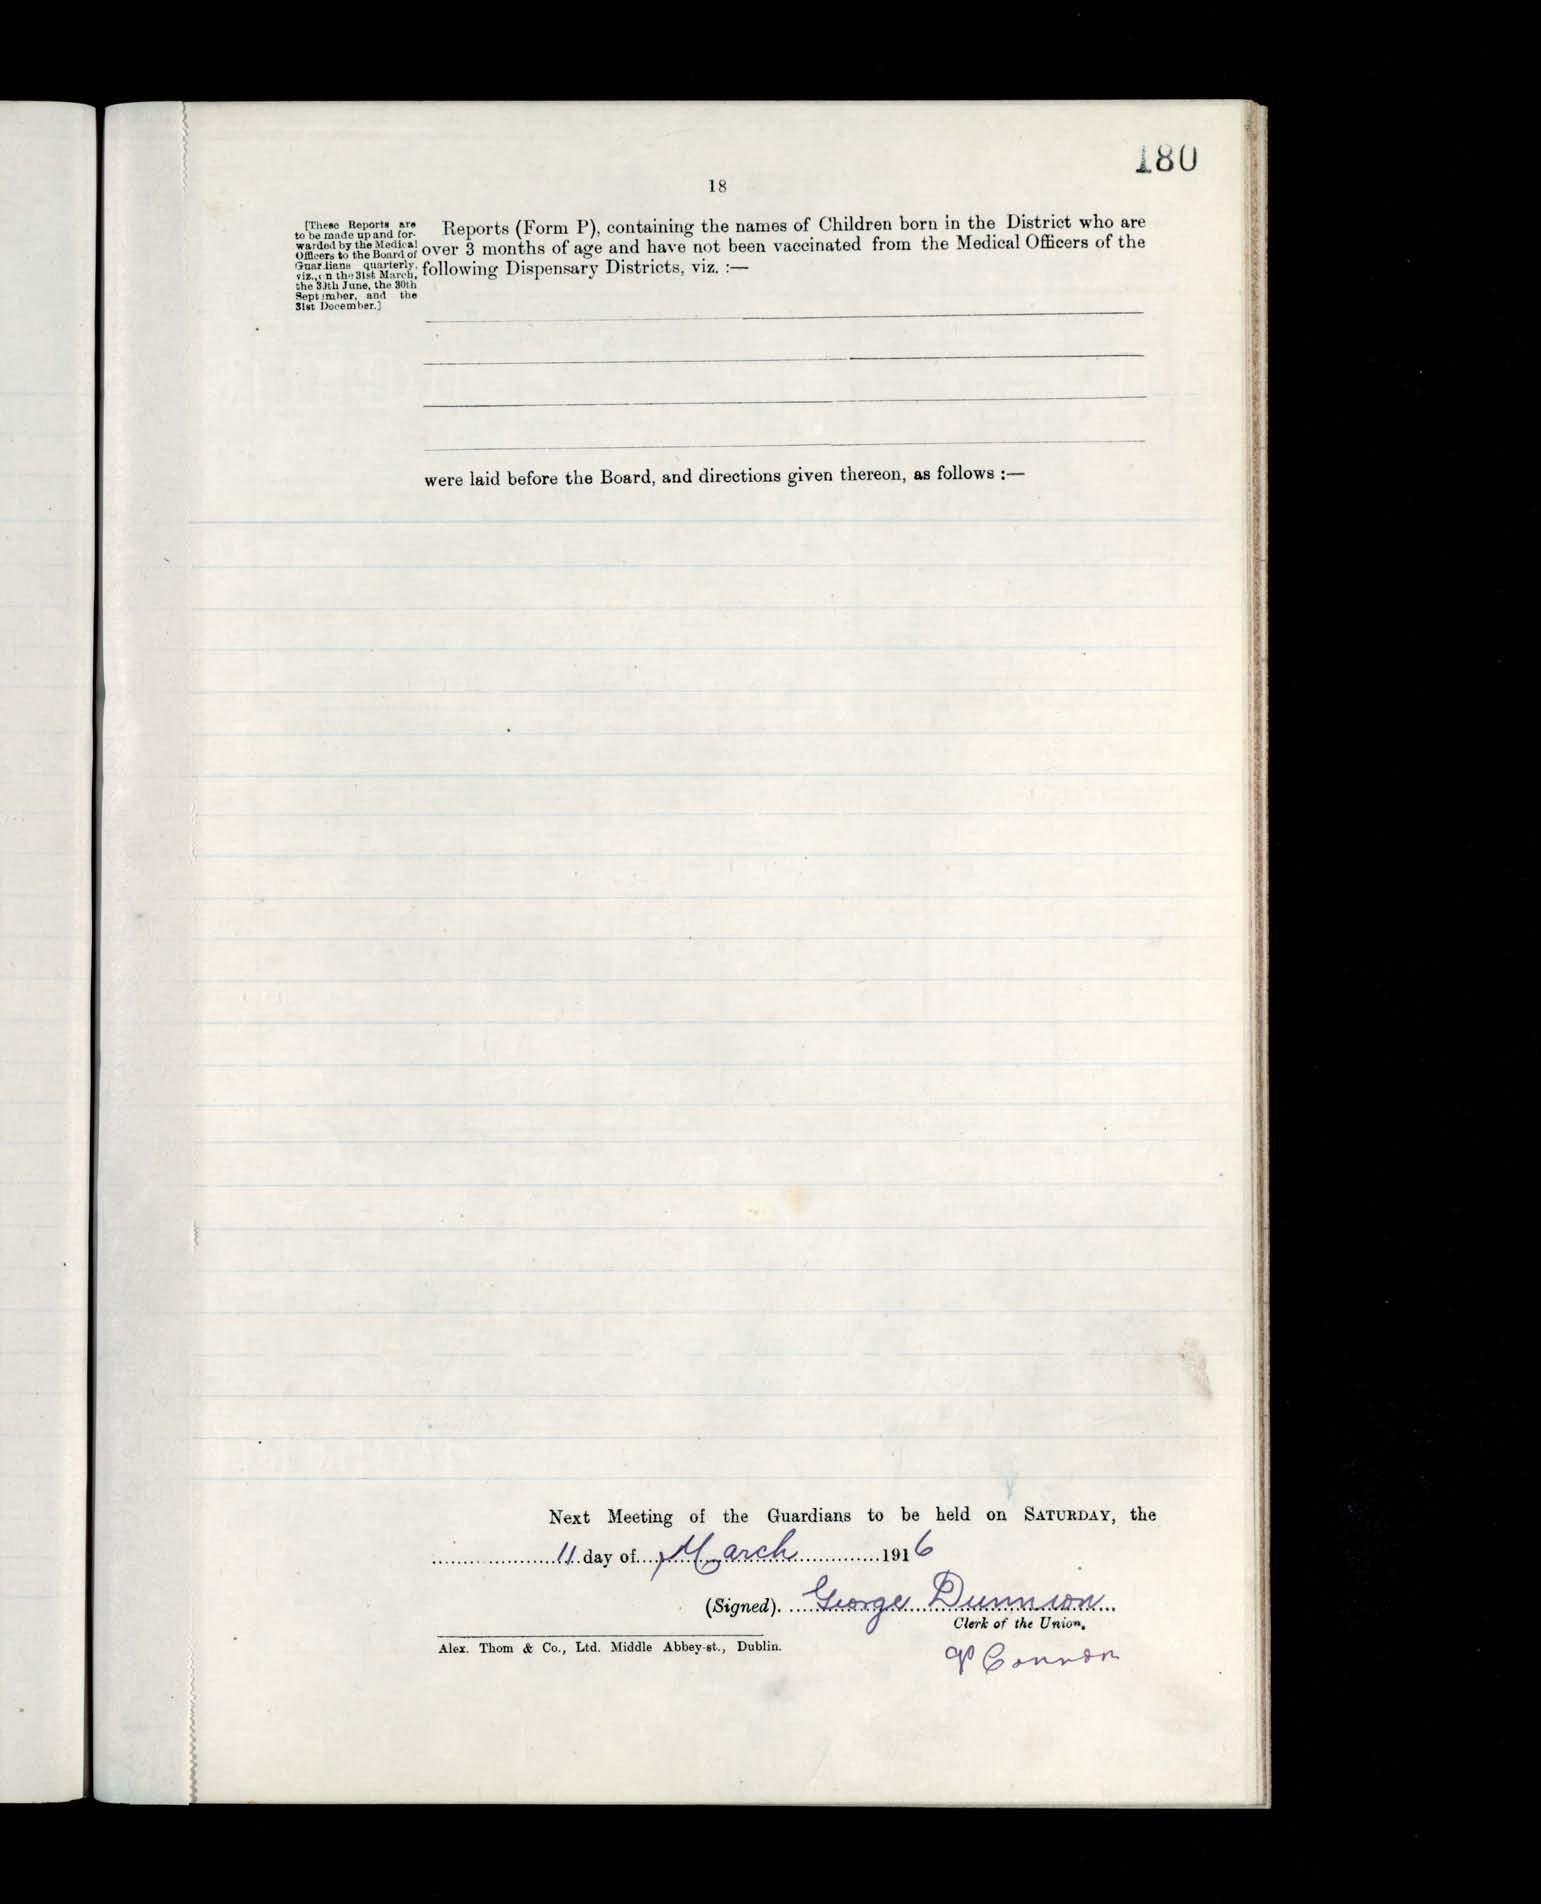 180
18
[These Reports are
to be made up and for-
warded by the Medical
Officers to the Board of
Guardians quarterly,
viz., on the 31st March,
the 30th June, the 30th
September, and the
31st December.]
Reports (Form P), containing the names of Children born in the District who are
over 3 months of age and have not been vaccinated from the Medical Officers of the
following Dispensary Districts, viz. :—
were laid before the Board, and directions given thereon, as follows :—
Next Meeting of the Guardians to be held on SATURDAY, the
11 day of March 1916
(Signed). George Dunnion
Clerk of the Union.
Alex. Thom & Co., Ltd. Middle Abbey-st., Dublin.
P Connon